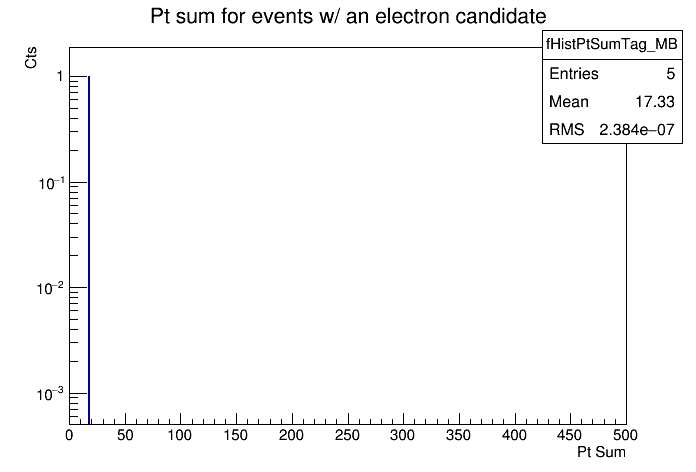 Pt sum for events w/ an electron candidate
fHistPtSumTag_MB
Entries 5
Mean 17.33
RMS 2.384e−07
Cts
1
10−1
10−2
10−3
0 50 100 150 200 250 300 350 400 450 500
Pt Sum